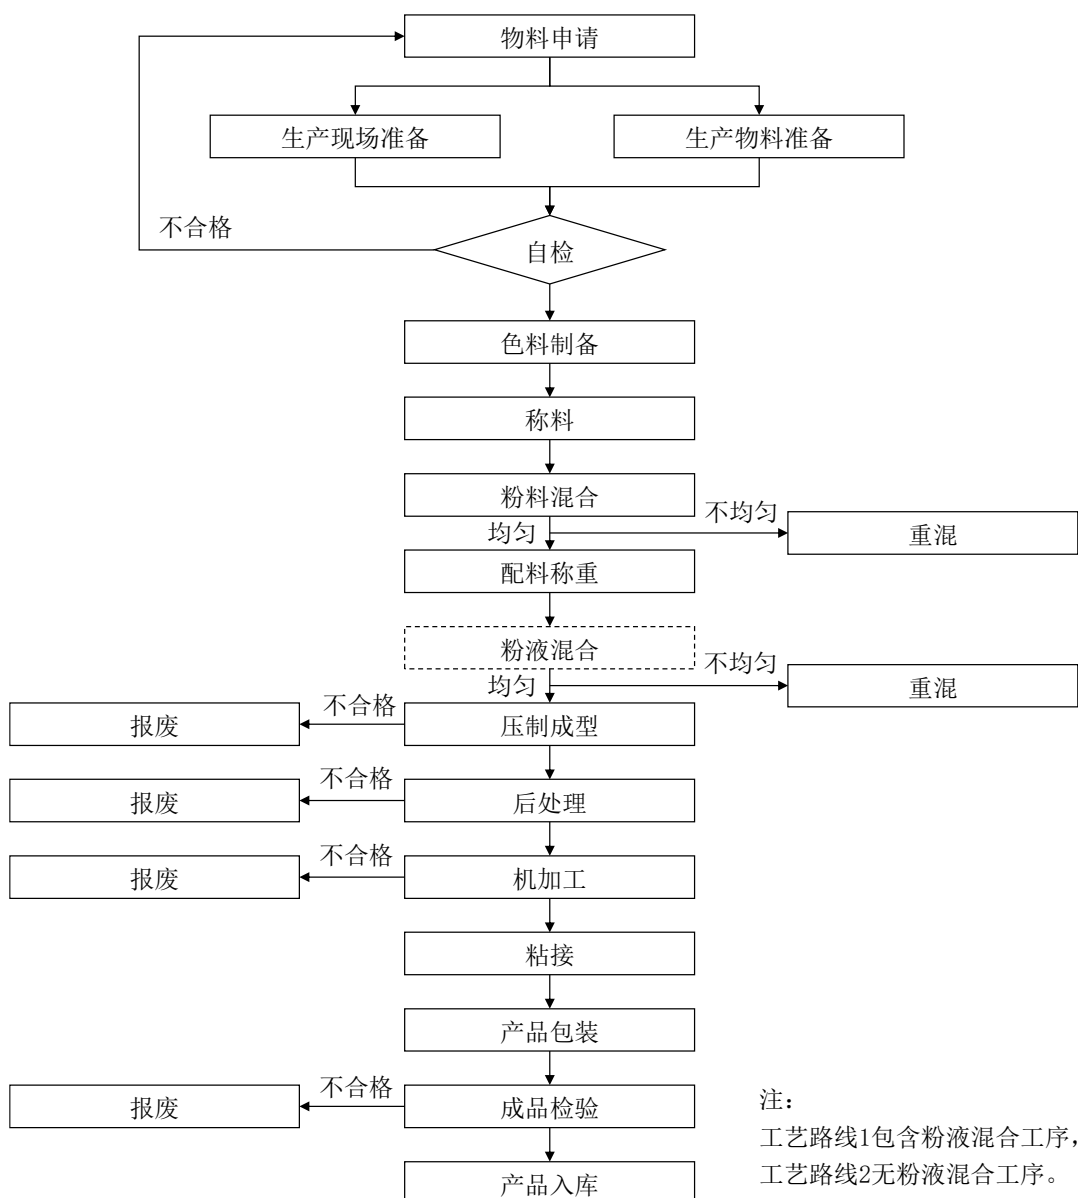 物料申请
生产现场准备
生产物料准备
不合格
自检
色料制备
称料
粉料混合
不均匀
均匀
重混
配料称重
粉液混合
不均匀
均匀
重混
不合格
报废
压制成型
不合格
报废
后处理
不合格
报废
机加工
粘接
产品包装
不合格
报废
成品检验
注：
工艺路线1包含粉液混合工序，
工艺路线2无粉液混合工序。
产品入库